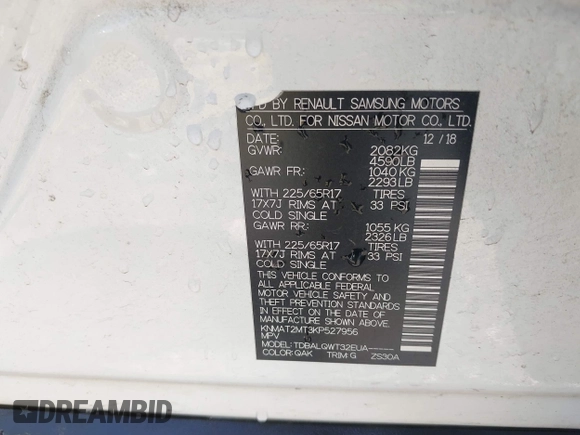 BY RENAULT SAMSUNG MOTORS
CO., LTD. FOR NISSAN MOTOR CO., LTD.
DATE: 12/18
GVWR: 2082KG
4590LB
GAWR FR: 1040KG
2293LB
WITH 225/65R17 TIRES
17X7J RIMS AT 33 PSI
COLD SINGLE
GAWR RR: 1055 KG
2326LB
WITH 225/65R17 TIRES
17X7J RIMS AT 33 PSI
COLD SINGLE
THIS VEHICLE CONFORMS TO
ALL APPLICABLE FEDERAL
MOTOR VEHICLE SAFETY AND
THEFT PREVENTION STANDARDS
IN EFFECT ON THE DATE OF
MANUFACTURE SHOWN ABOVE.
KNMAT2MT3KP527956
MPV
MODEL: TDBALQWT32EUA-----
COLOR: QAK TRIM: G ZS30A
DREAMBID